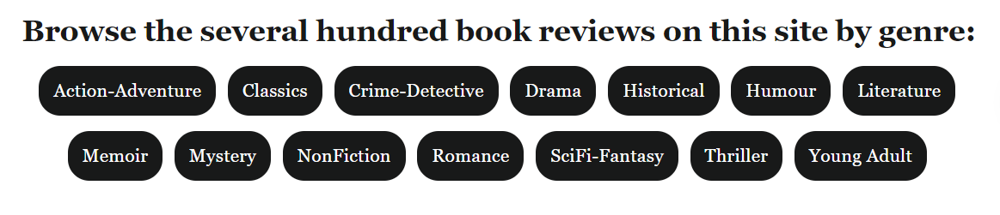 Browse the several hundred book reviews on this site by genre:
Action-Adventure Classics Crime-Detective Drama Historical Humour Literature
Memoir Mystery NonFiction Romance SciFi-Fantasy Thriller Young Adult